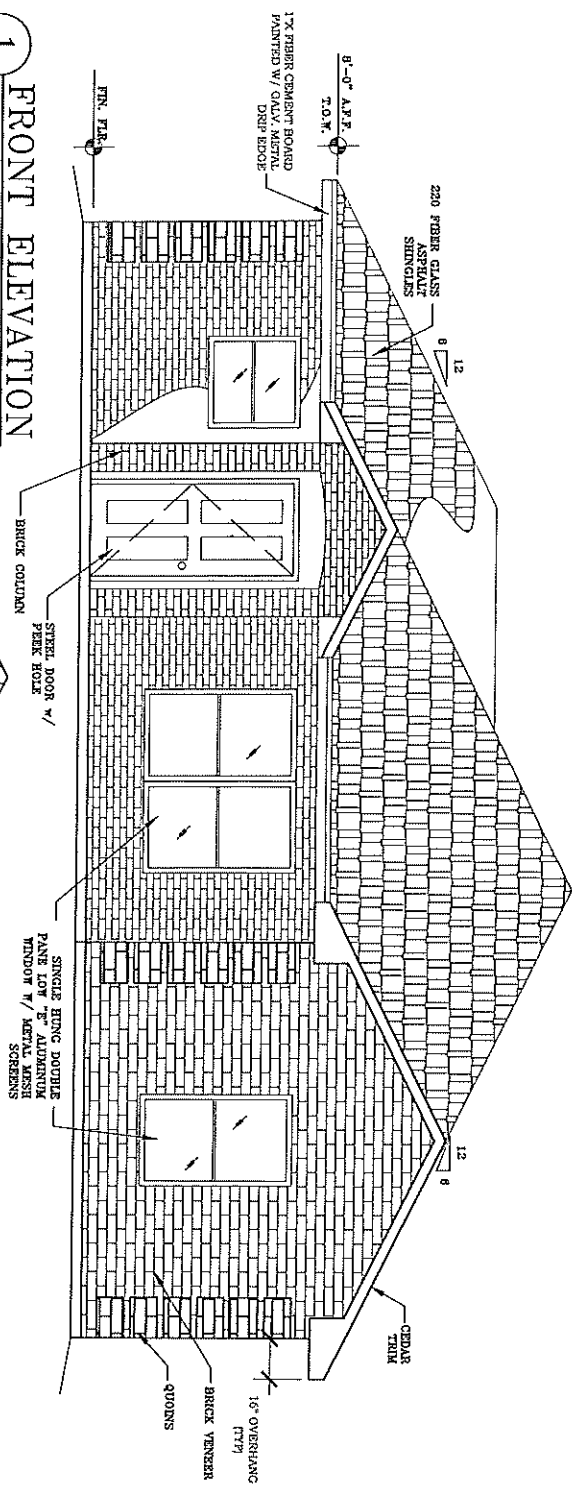 8'-0" A.F.F.
T.O.W.
1"X FIBER CEMENT BOARD
PAINTED W/ GALV. METAL
DRIP EDGE
FIN. FLR.
220 FIBER GLASS
ASPHALT
SHINGLES
12
6
12
6
CEDAR
TRIM
16" OVERHANG
(TYP)
BRICK VENEER
QUOINS
BRICK COLUMN
STEEL DOOR w/
PEEK HOLE
SINGLE HUNG DOUBLE
PANE LOW "E" ALUMINUM
WINDOW W/ METAL MESH
SCREENS
1
FRONT ELEVATION